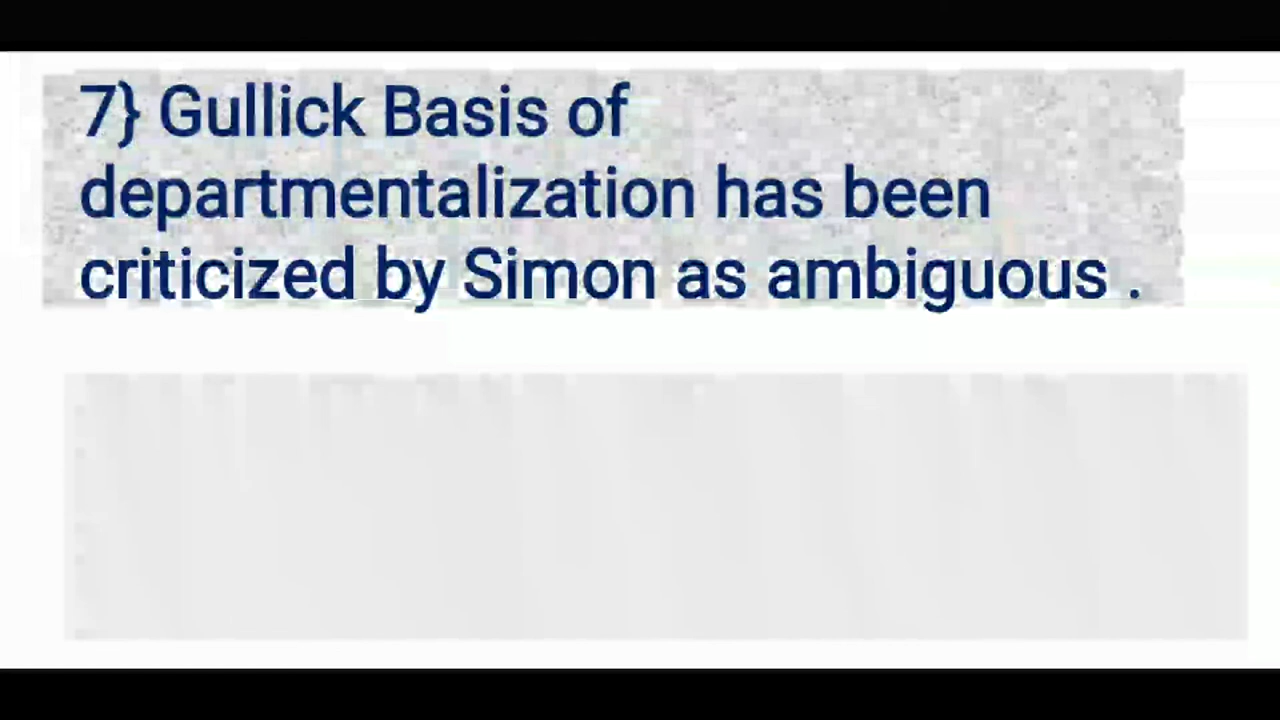 7} Gullick Basis of
departmentalization has been
criticized by Simon as ambiguous .